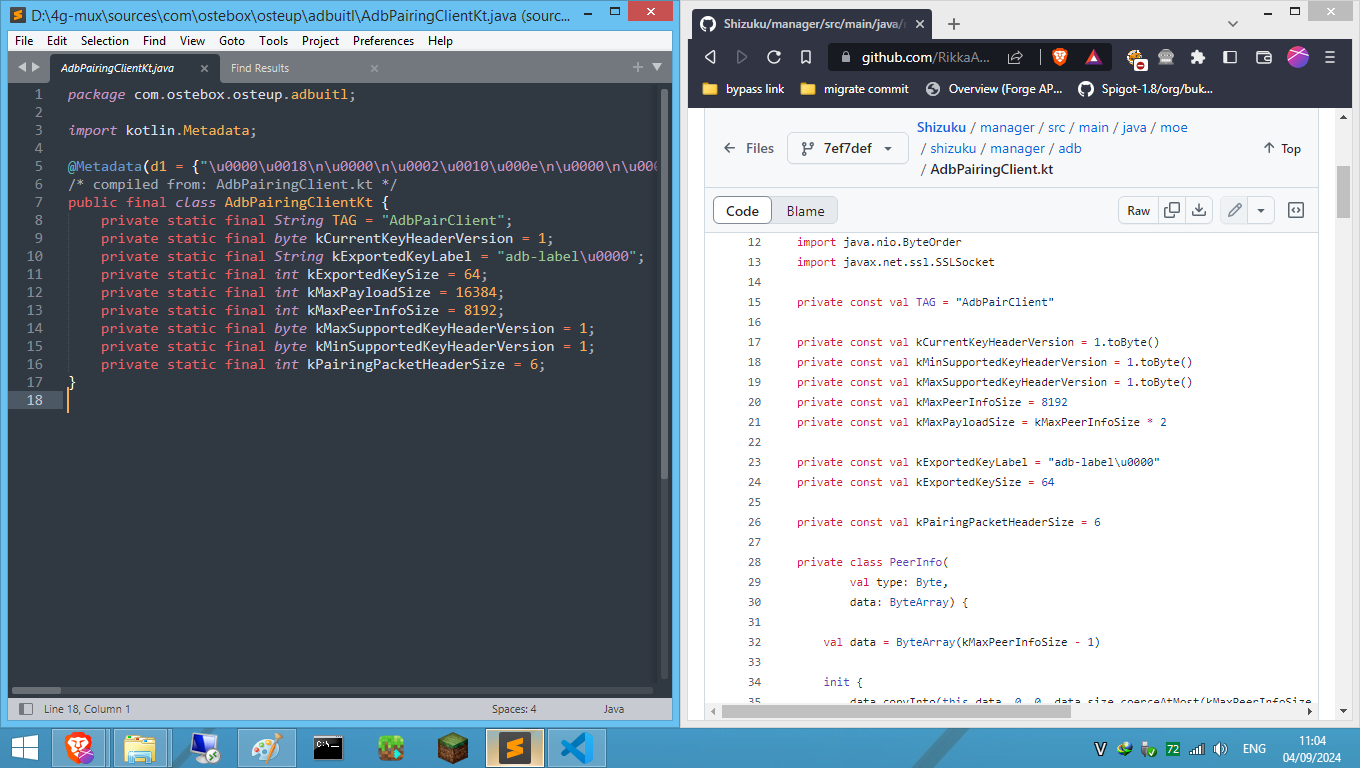 D:\4g-mux\sources\com\ostebox\osteup\adbuitl\AdbPairingClientKt.java (sourc...
File Edit Selection Find View Goto Tools Project Preferences Help
AdbPairingClientKt.java × Find Results ×
1 package com.ostebox.osteup.adbuitl;
2
3 import kotlin.Metadata;
4
5 @Metadata(d1 = {"\u0000\u0018\n\u0000\n\u0002\u0010\u000e\n\u0000\n\u000
6 /* compiled from: AdbPairingClient.kt */
7 public final class AdbPairingClientKt {
8 private static final String TAG = "AdbPairClient";
9 private static final byte kCurrentKeyHeaderVersion = 1;
10 private static final String kExportedKeyLabel = "adb-label\u0000";
11 private static final int kExportedKeySize = 64;
12 private static final int kMaxPayloadSize = 16384;
13 private static final int kMaxPeerInfoSize = 8192;
14 private static final byte kMaxSupportedKeyHeaderVersion = 1;
15 private static final byte kMinSupportedKeyHeaderVersion = 1;
16 private static final int kPairingPacketHeaderSize = 6;
17 }
18
Line 18, Column 1 Spaces: 4 Java
Shizuku/manager/src/main/java/
github.com/RikkaA...
bypass link migrate commit Overview (Forge AP... Spigot-1.8/org/buk...
Files 7ef7def Shizuku / manager / src / main / java / moe
/ shizuku / manager / adb
/ AdbPairingClient.kt
Top
Code Blame Raw
12 import java.nio.ByteOrder
13 import javax.net.ssl.SSLSocket
14
15 private const val TAG = "AdbPairClient"
16
17 private const val kCurrentKeyHeaderVersion = 1.toByte()
18 private const val kMinSupportedKeyHeaderVersion = 1.toByte()
19 private const val kMaxSupportedKeyHeaderVersion = 1.toByte()
20 private const val kMaxPeerInfoSize = 8192
21 private const val kMaxPayloadSize = kMaxPeerInfoSize * 2
22
23 private const val kExportedKeyLabel = "adb-label\u0000"
24 private const val kExportedKeySize = 64
25
26 private const val kPairingPacketHeaderSize = 6
27
28 private class PeerInfo(
29 val type: Byte,
30 data: ByteArray) {
31
32 val data = ByteArray(kMaxPeerInfoSize - 1)
33
34 init {
35 data.copyInto(this.data, 0, 0, data.size.coerceAtMost(kMaxPeerInfoSize
72 ENG 11:04
04/09/2024